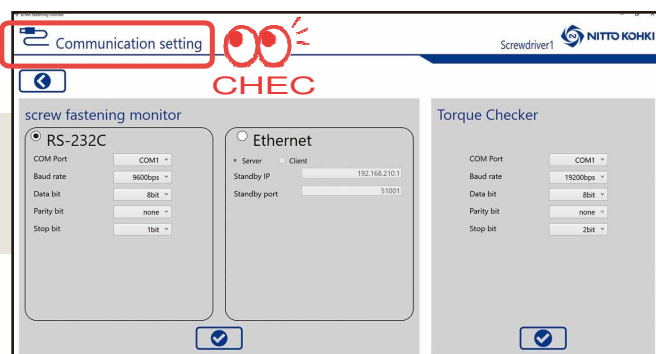 screw fastening monitor
Communication setting
CHEC
Screwdriver1
NITTO KOHKI
screw fastening monitor
RS-232C
COM Port COM1
Baud rate 9600bps
Data bit 8bit
Parity bit none
Stop bit 1bit
Ethernet
Server Client
Standby IP 192.168.210.1
Standby port 51001
Torque Checker
COM Port COM1
Baud rate 19200bps
Data bit 8bit
Parity bit none
Stop bit 2bit